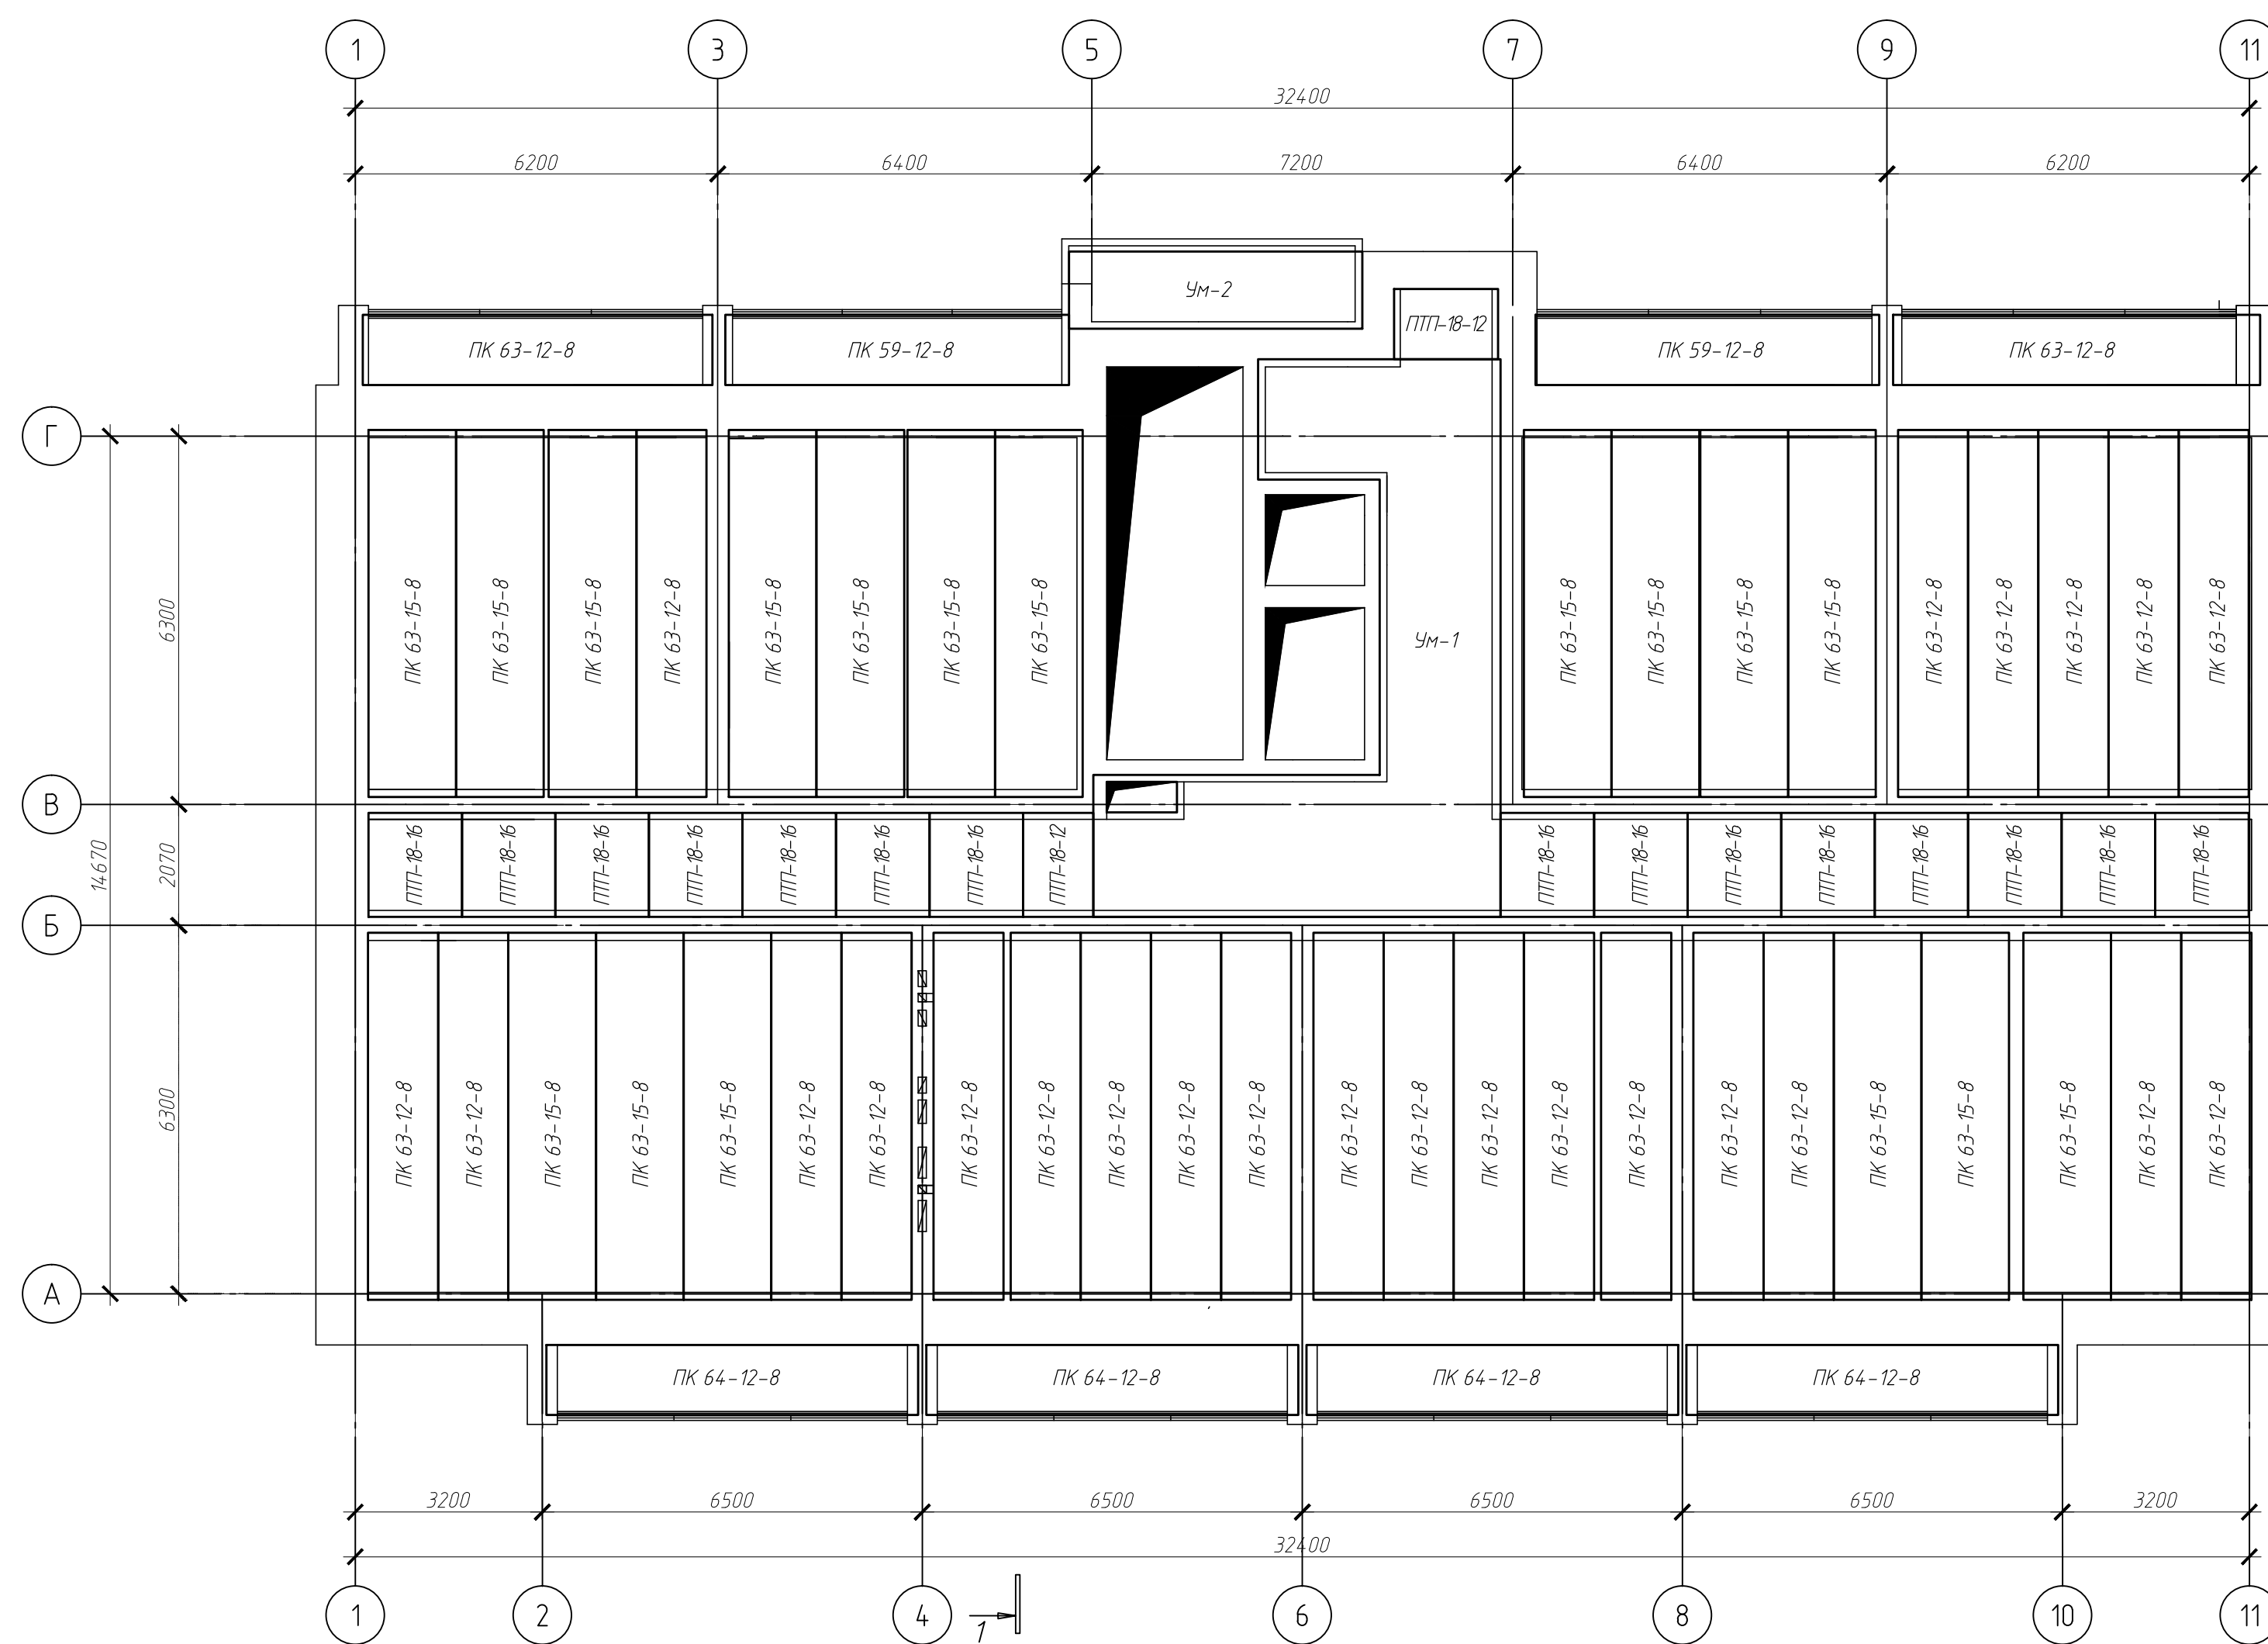 1 3 5 7 9 11
32400
6200 6400 7200 6400 6200
Ум-2
ПТП-18-12
ПК 63-12-8 ПК 59-12-8 ПК 59-12-8 ПК 63-12-8
Г
ПК 63-15-8 ПК 63-15-8 ПК 63-15-8 ПК 63-12-8 ПК 63-15-8 ПК 63-15-8 ПК 63-15-8 ПК 63-15-8 ПК 63-15-8 ПК 63-15-8 ПК 63-15-8 ПК 63-15-8 ПК 63-12-8 ПК 63-12-8 ПК 63-12-8 ПК 63-12-8 ПК 63-12-8
6300
Ум-1
В
14670
2070
ПТП-18-16 ПТП-18-16 ПТП-18-16 ПТП-18-16 ПТП-18-16 ПТП-18-16 ПТП-18-16 ПТП-18-12 ПТП-18-16 ПТП-18-16 ПТП-18-16 ПТП-18-16 ПТП-18-16 ПТП-18-16 ПТП-18-16 ПТП-18-16
Б
6300
ПК 63-12-8 ПК 63-12-8 ПК 63-15-8 ПК 63-15-8 ПК 63-15-8 ПК 63-12-8 ПК 63-12-8 ПК 63-12-8 ПК 63-12-8 ПК 63-12-8 ПК 63-12-8 ПК 63-12-8 ПК 63-12-8 ПК 63-12-8 ПК 63-12-8 ПК 63-12-8 ПК 63-12-8 ПК 63-12-8 ПК 63-12-8 ПК 63-15-8 ПК 63-15-8 ПК 63-15-8 ПК 63-12-8 ПК 63-12-8
А
ПК 64-12-8 ПК 64-12-8 ПК 64-12-8 ПК 64-12-8
3200 6500 6500 6500 6500 3200
32400
1 2 4 6 8 10 11
1